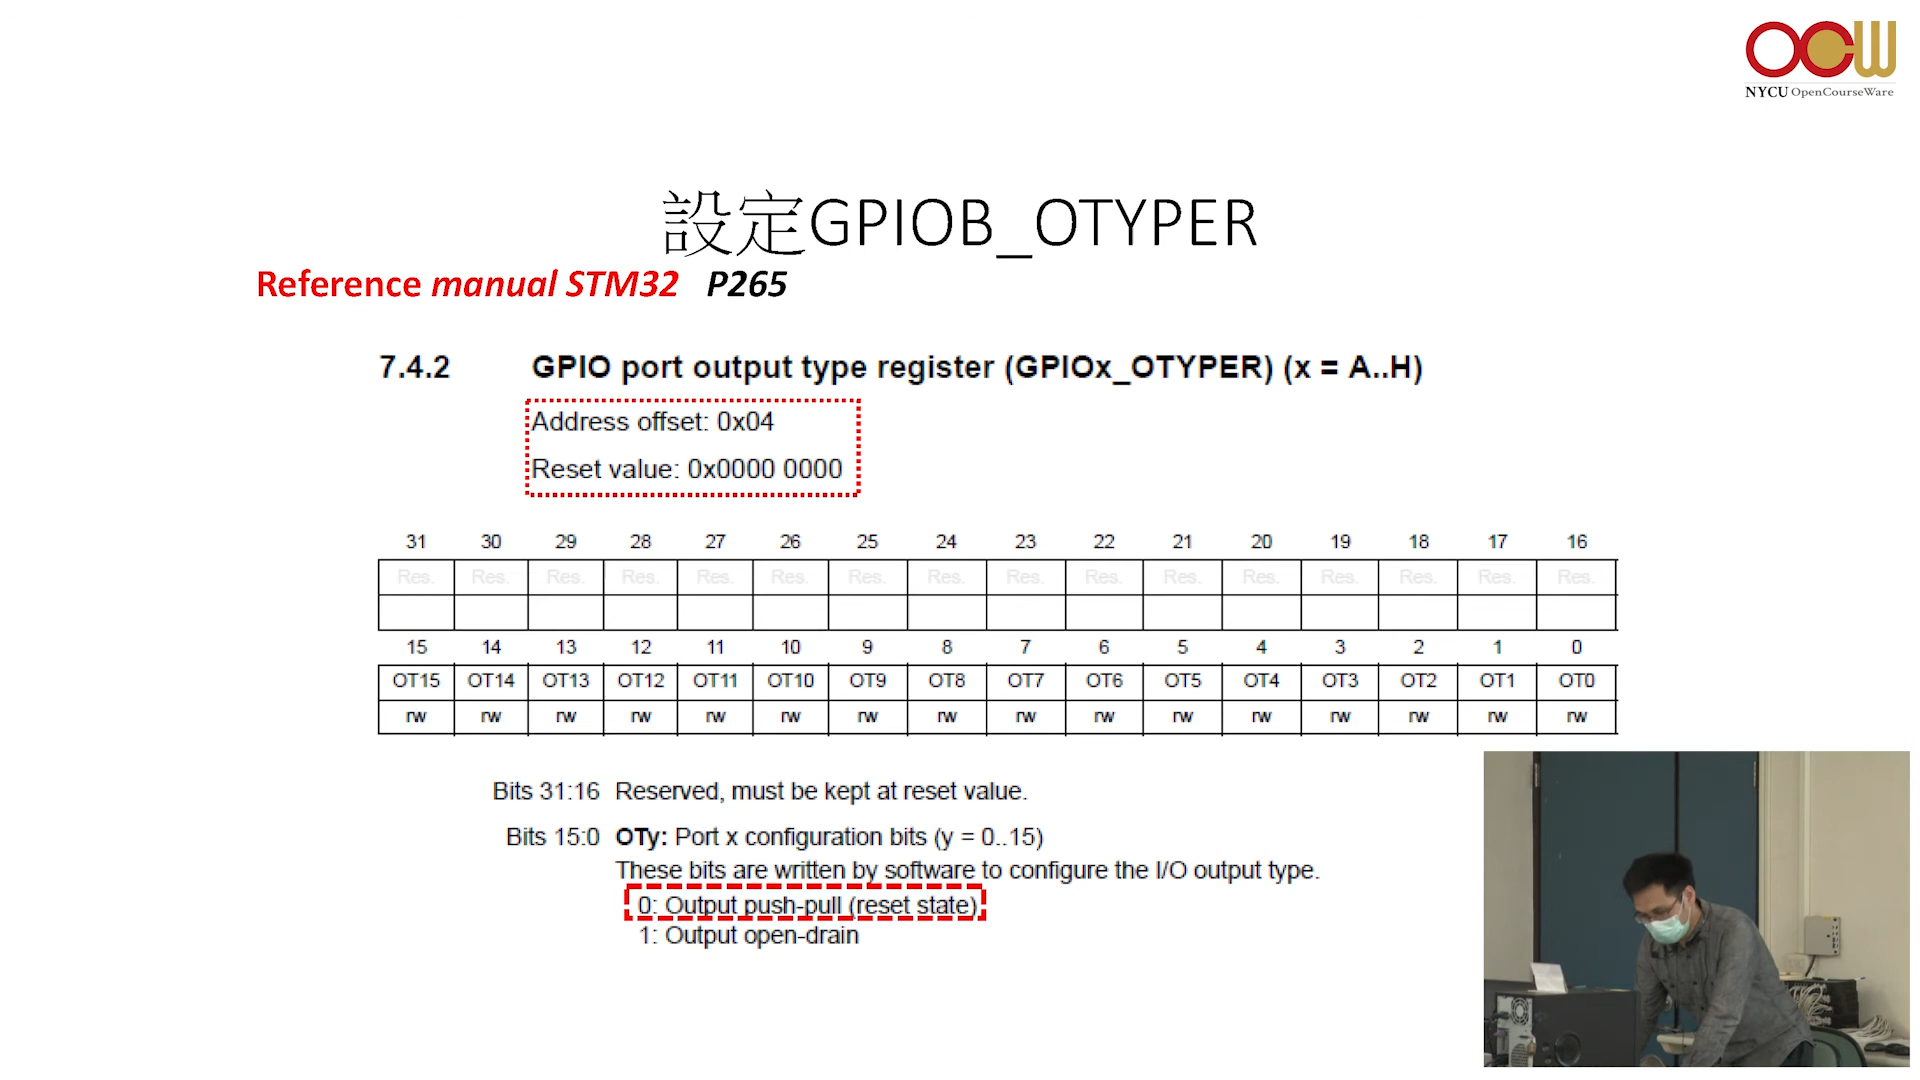 OCW
NYCU OpenCourseWare
設定GPIOB_OTYPER
Reference manual STM32 P265
7.4.2 GPIO port output type register (GPIOx_OTYPER) (x = A..H)
Address offset: 0x04
Reset value: 0x0000 0000
31 30 29 28 27 26 25 24 23 22 21 20 19 18 17 16
Res. Res. Res. Res. Res. Res. Res. Res. Res. Res. Res. Res. Res. Res. Res. Res.
15 14 13 12 11 10 9 8 7 6 5 4 3 2 1 0
OT15 OT14 OT13 OT12 OT11 OT10 OT9 OT8 OT7 OT6 OT5 OT4 OT3 OT2 OT1 OT0
rw rw rw rw rw rw rw rw rw rw rw rw rw rw rw rw
Bits 31:16 Reserved, must be kept at reset value.
Bits 15:0 OTy: Port x configuration bits (y = 0..15)
These bits are written by software to configure the I/O output type.
0: Output push-pull (reset state)
1: Output open-drain